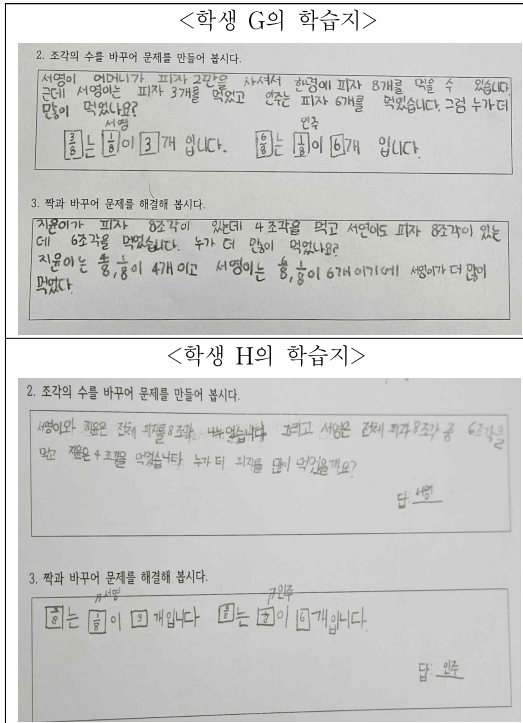 <학생 G의 학습지>
2. 조각의 수를 바꾸어 문제를 만들어 봅시다.
서영이 어머니가 피자 2판을 사셔서 한명에 피자 8개를 먹을 수 있습니다.
근데 서영이는 피자 3개를 먹었고 인주는 피자 6개를 먹었습니다. 그럼 누가 더
많이 먹었나요?
서영 인주
3/8는 1/8이 3개 입니다. 6/8는 1/8이 6개 입니다.
3. 짝과 바꾸어 문제를 해결해 봅시다.
지윤이가 피자 8조각이 있는데 4조각을 먹고 서연이도 피자 8조각이 있는
데 6조각을 먹었습니다. 누가 더 많이 먹었나요?
지윤이는 4/8, 1/8이 4개 이고 서영이는 6/8, 1/8이 6개 이기에 서영이가 더 많이
먹었다.
<학생 H의 학습지>
2. 조각의 수를 바꾸어 문제를 만들어 봅시다.
서영이와 지윤은 전체 피자를 8조각 나누었습니다. 그리고 서영은 전체 피자 8조각 중 6조각을
먹고 지윤은 4조각을 먹었습니다. 누가 더 피자를 많이 먹었을까요?
답: 서영
3. 짝과 바꾸어 문제를 해결해 봅시다.
서영 인주
3/8는 1/8이 3개입니다 6/8는 1/8이 6개입니다.
답: 인주